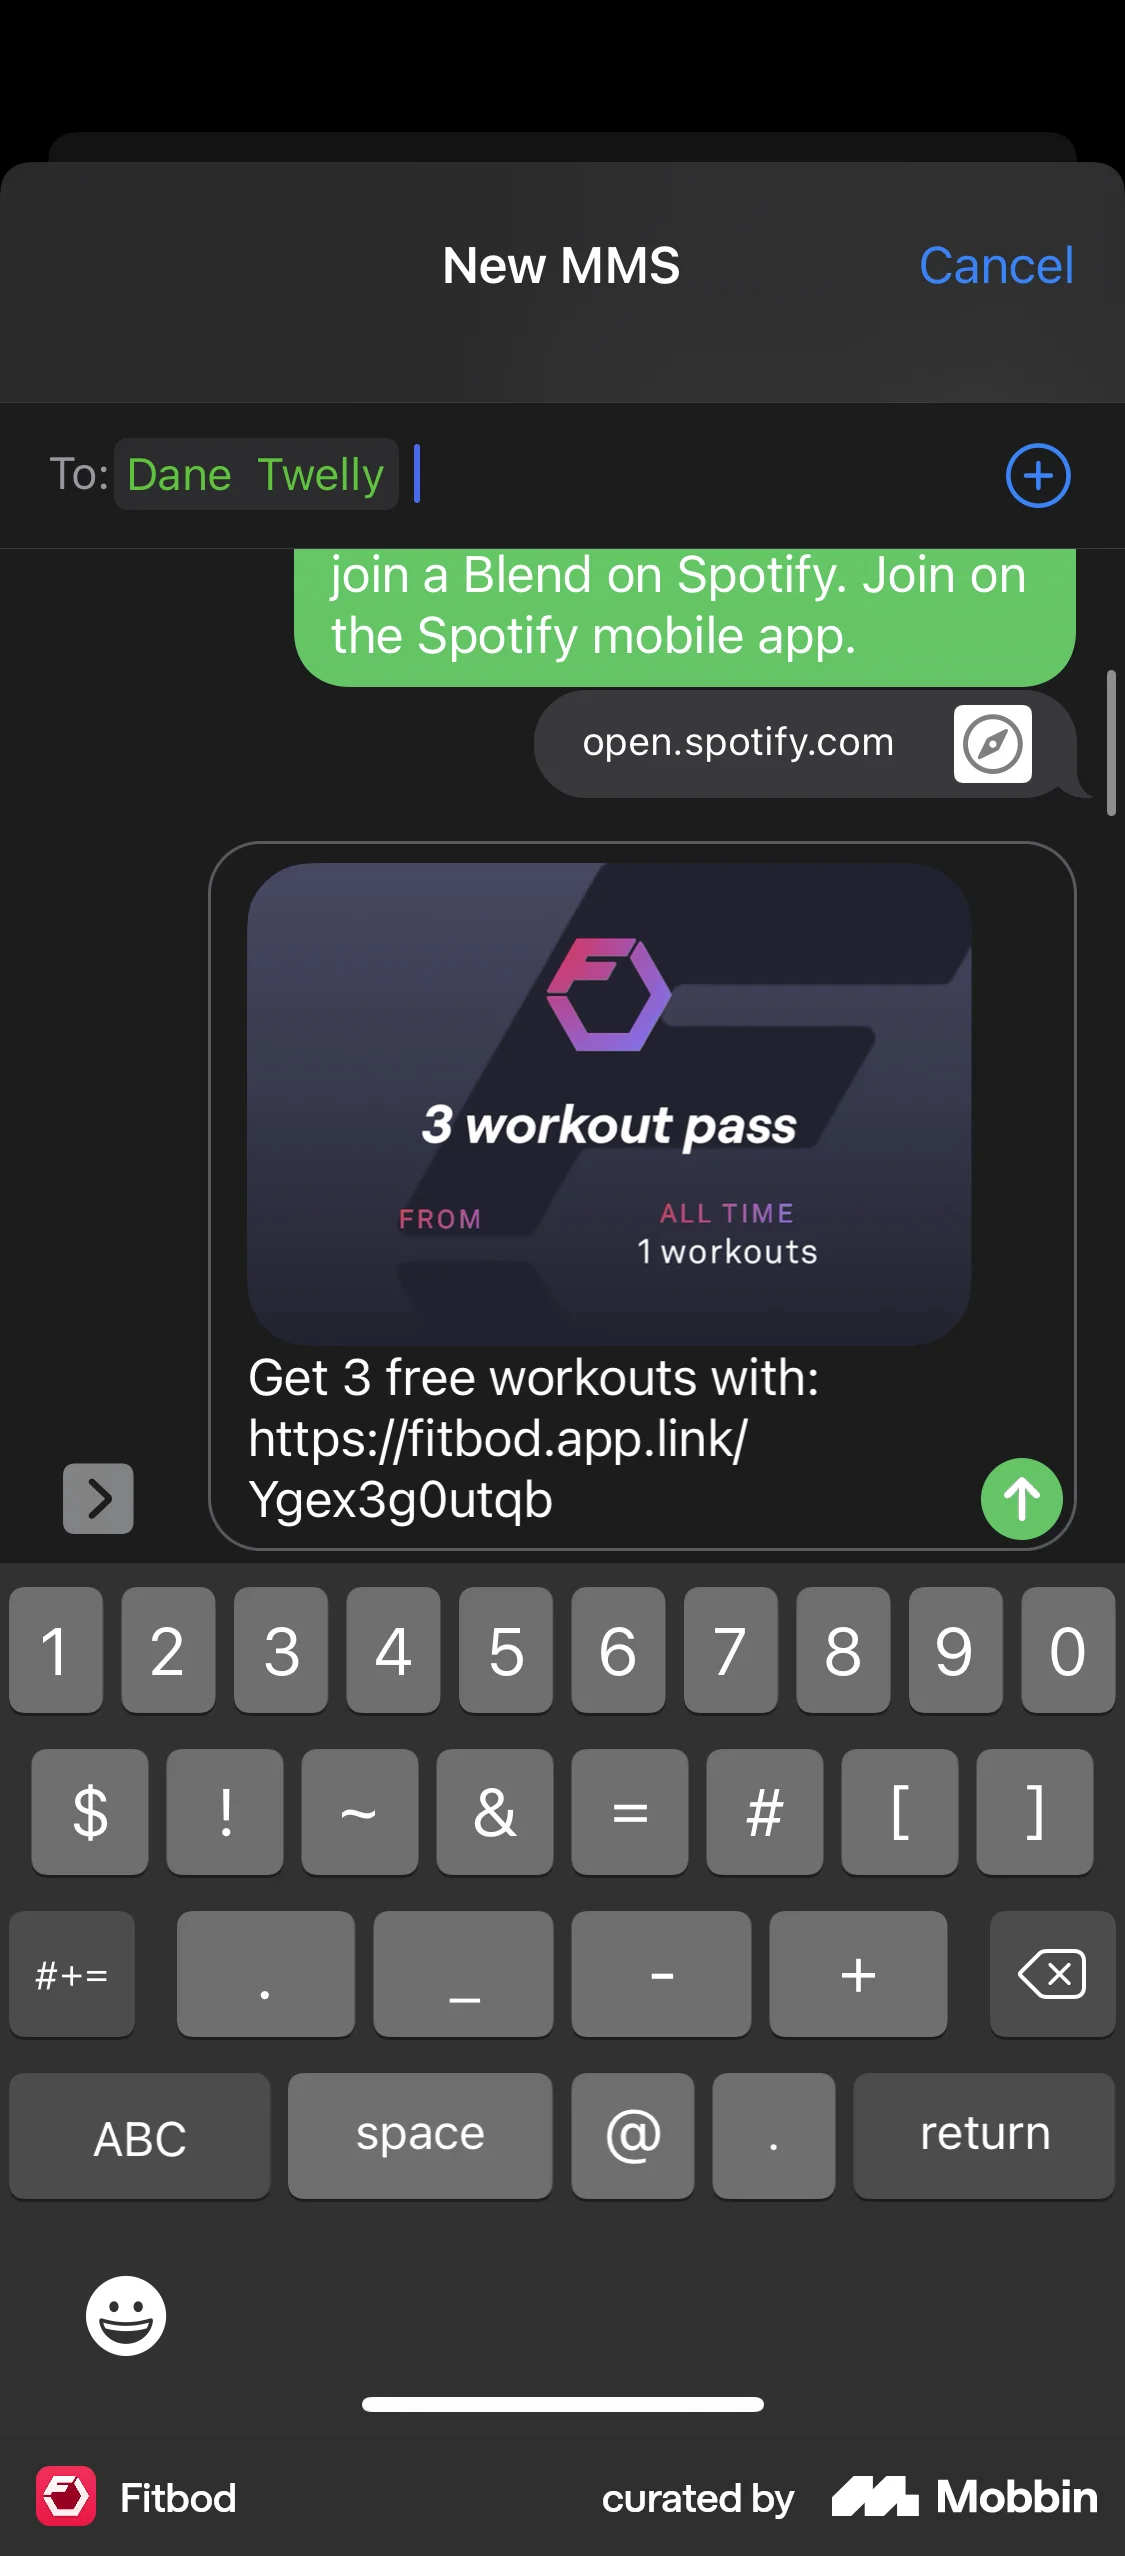 New MMS
Cancel
To: Dane Twelly
join a Blend on Spotify. Join on
the Spotify mobile app.
open.spotify.com
3 workout pass
FROM
ALL TIME
1 workouts
Get 3 free workouts with:
https://fitbod.app.link/
Ygex3g0utqb
1 2 3 4 5 6 7 8 9 0
$ ! ~ & = # [ ]
#+= . _ - +
ABC space @ . return
Fitbod
curated by Mobbin